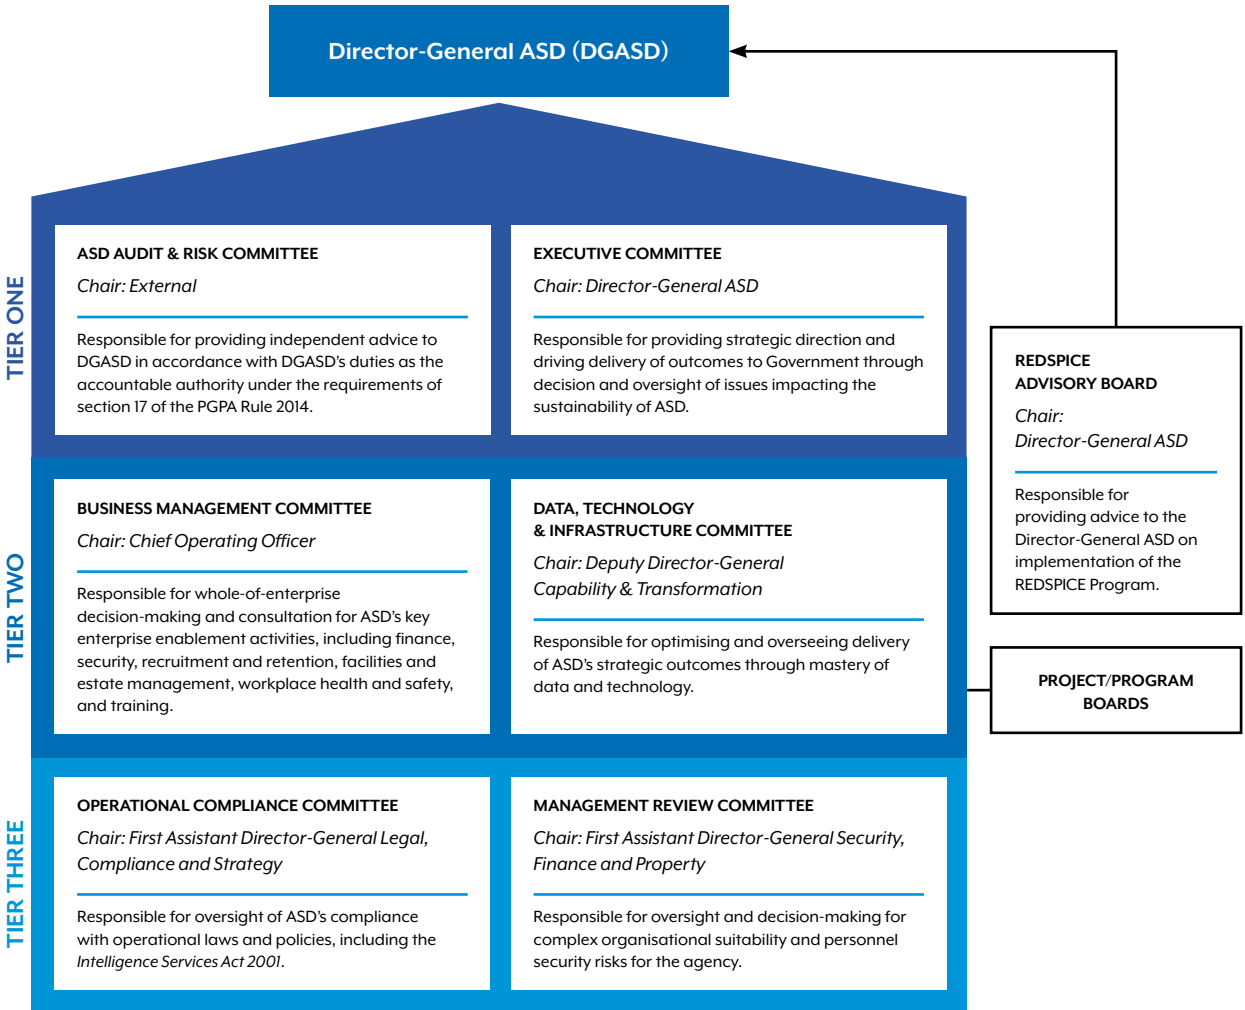 Director-General ASD (DGASD)
TIER ONE
ASD AUDIT & RISK COMMITTEE
Chair: External
Responsible for providing independent advice to
DGASD in accordance with DGASD's duties as the
accountable authority under the requirements of
section 17 of the PGPA Rule 2014.
EXECUTIVE COMMITTEE
Chair: Director-General ASD
Responsible for providing strategic direction and
driving delivery of outcomes to Government through
decision and oversight of issues impacting the
sustainability of ASD.
TIER TWO
BUSINESS MANAGEMENT COMMITTEE
Chair: Chief Operating Officer
Responsible for whole-of-enterprise
decision-making and consultation for ASD's key
enterprise enablement activities, including finance,
security, recruitment and retention, facilities and
estate management, workplace health and safety,
and training.
DATA, TECHNOLOGY
& INFRASTRUCTURE COMMITTEE
Chair: Deputy Director-General
Capability & Transformation
Responsible for optimising and overseeing delivery
of ASD's strategic outcomes through mastery of
data and technology.
TIER THREE
OPERATIONAL COMPLIANCE COMMITTEE
Chair: First Assistant Director-General Legal,
Compliance and Strategy
Responsible for oversight of ASD's compliance
with operational laws and policies, including the
Intelligence Services Act 2001.
MANAGEMENT REVIEW COMMITTEE
Chair: First Assistant Director-General Security,
Finance and Property
Responsible for oversight and decision-making for
complex organisational suitability and personnel
security risks for the agency.
REDSPICE
ADVISORY BOARD
Chair:
Director-General ASD
Responsible for
providing advice to the
Director-General ASD on
implementation of the
REDSPICE Program.
PROJECT/PROGRAM
BOARDS